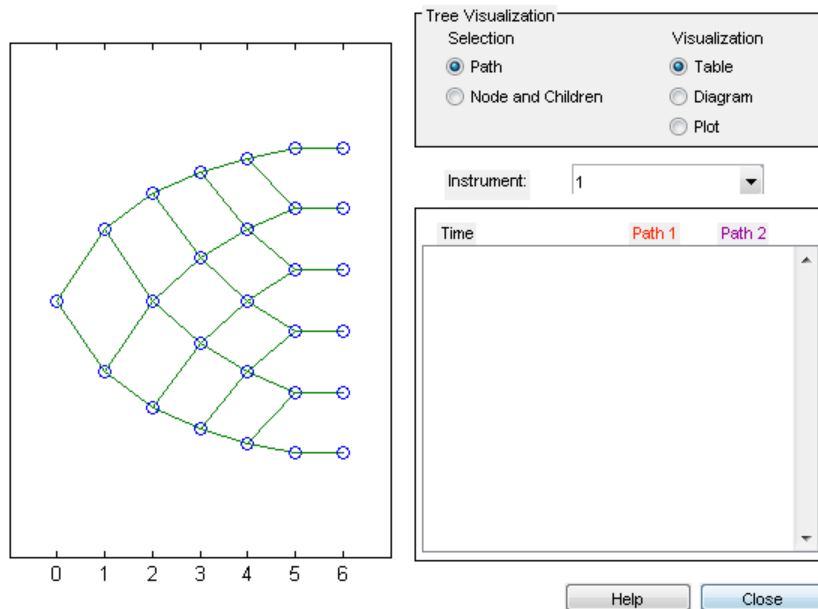 Tree Visualization
Selection
Visualization
Path
Table
Node and Children
Diagram
Plot
Instrument:
1
Time Path 1 Path 2
0 1 2 3 4 5 6
Help
Close